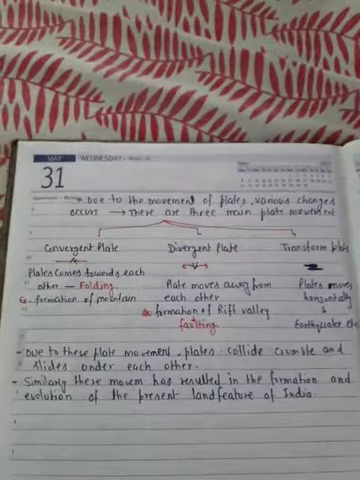 MAY WEDNESDAY
31
MAY 2017
→ Due to the movement of plates, various changes
occurs → There are three main plate movement
Convergent Plate Divergent Plate Transform plate
Plates comes towards each
other - Folding.
Ex- formation of mountain
Plate moves away from
each other
Ex formation of Rift valley
faulting
Plates moves
horizontally
Earthquake
- Due to these plate movement, plates collide crumble and
slides under each other.
- Similarly these movem has resulted in the formation and
evolution of the present landfeature of India.